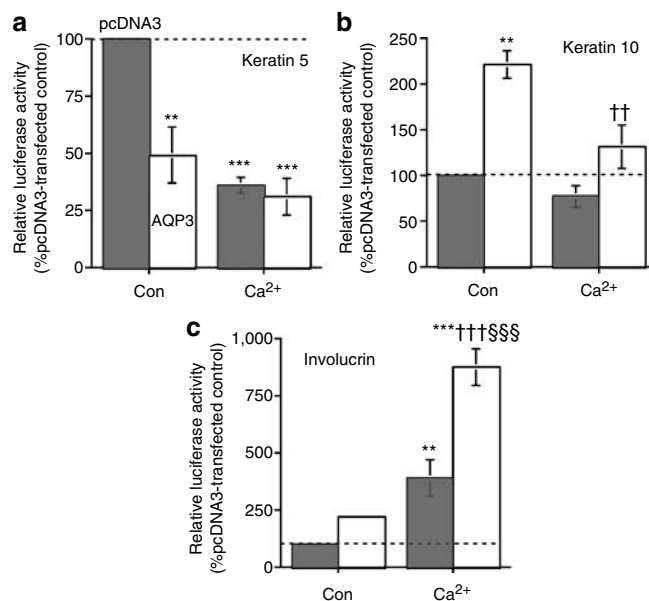 a
pcDNA3
100
75
50
25
0
Relative luciferase activity
(%pcDNA3-transfected control)
Keratin 5
**
***
***
AQP3
Con
Ca2+
b
250
200
150
100
50
0
Relative luciferase activity
(%pcDNA3-transfected control)
Keratin 10
**
††
Con
Ca2+
c
1,000
750
500
250
0
Relative luciferase activity
(%pcDNA3-transfected control)
Involucrin
**
***†††§§§
Con
Ca2+